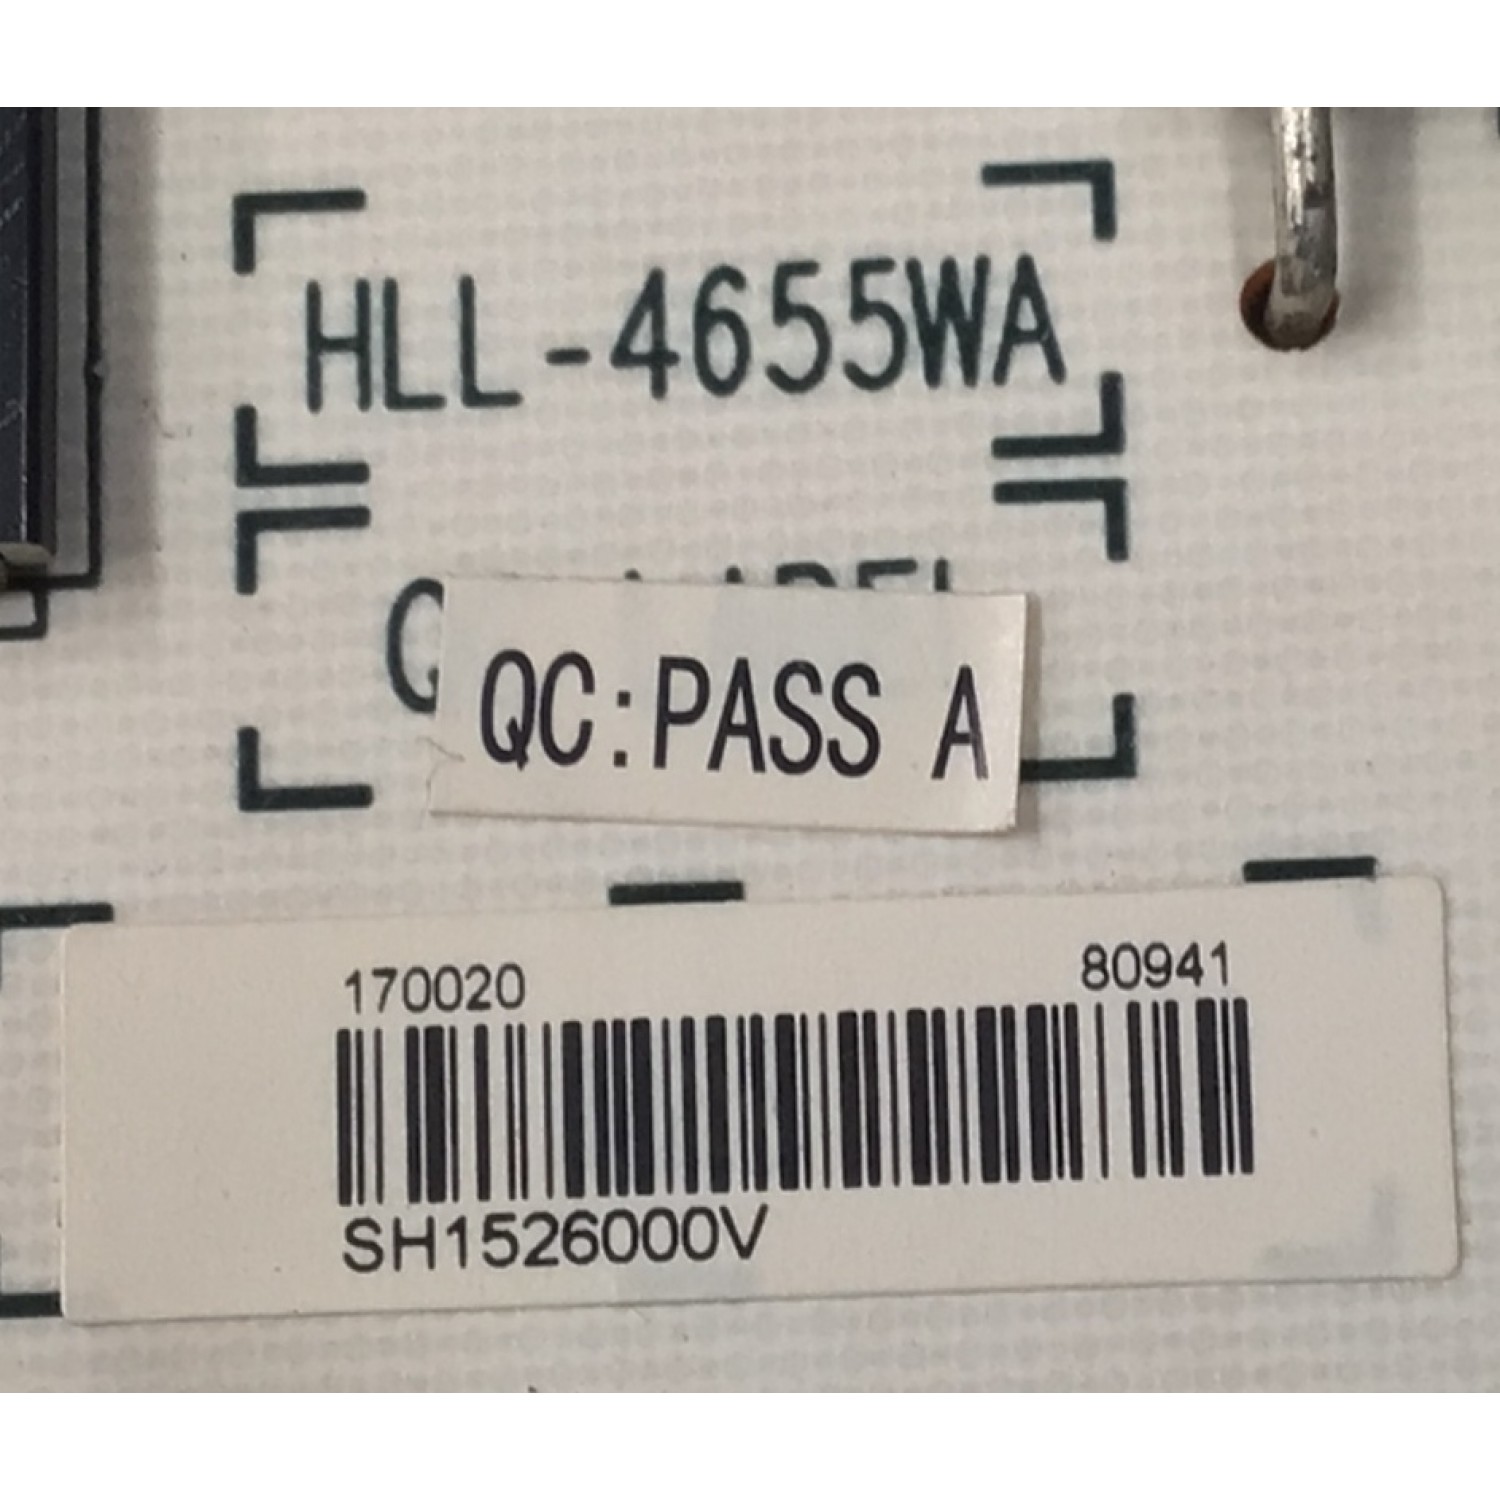 HLL-4655WA
QC:PASS A
170020 80941
SH1526000V